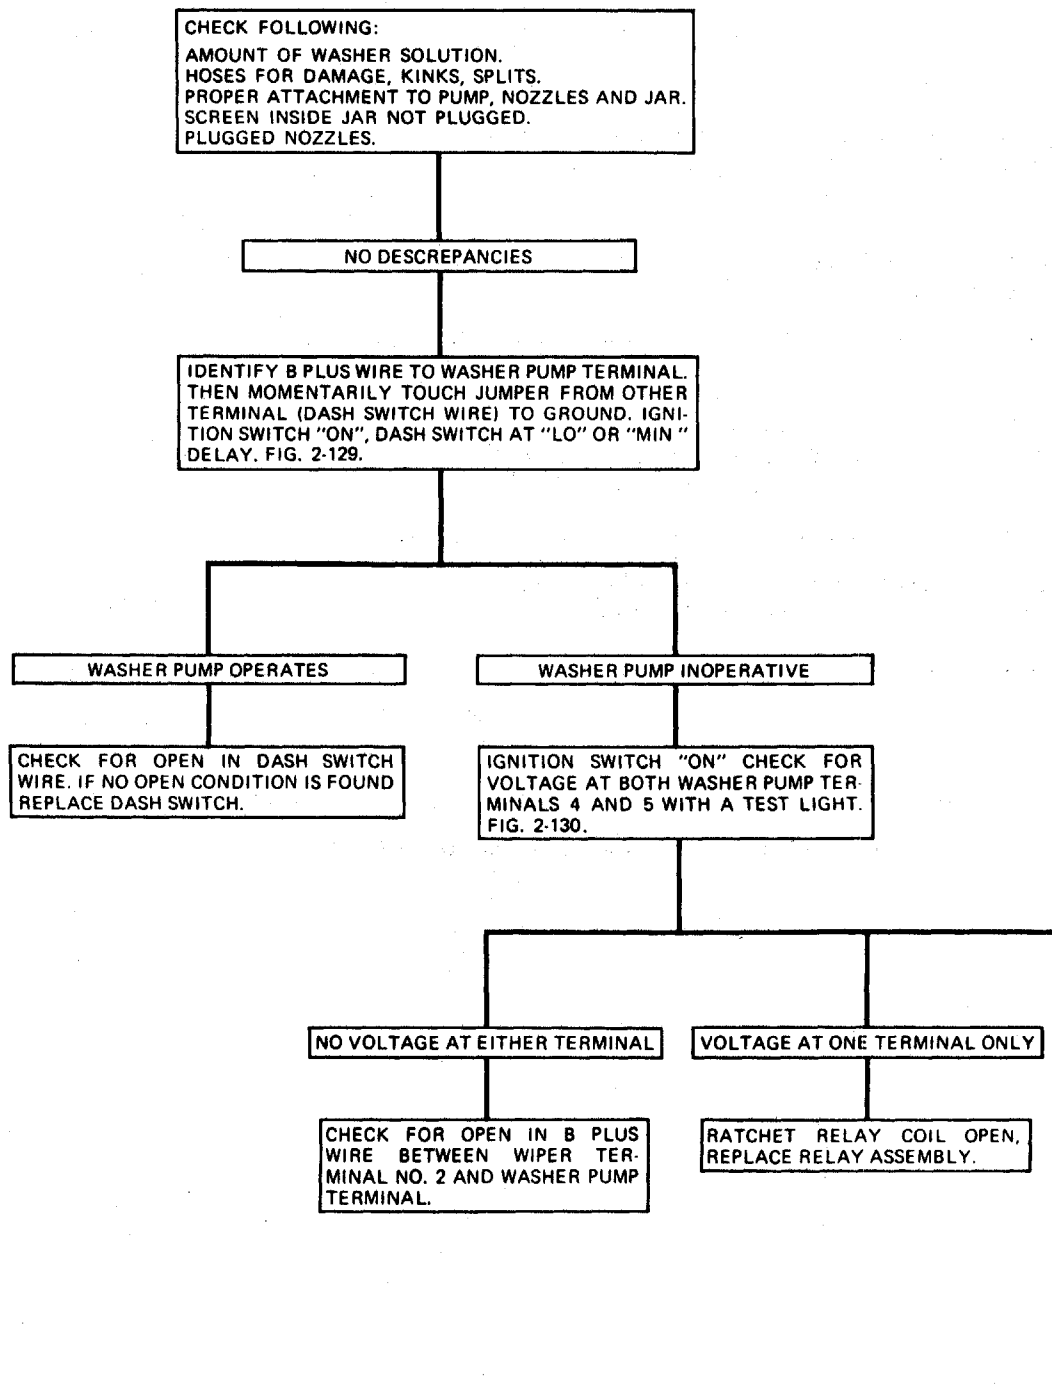 CHECK FOLLOWING:
AMOUNT OF WASHER SOLUTION.
HOSES FOR DAMAGE, KINKS, SPLITS.
PROPER ATTACHMENT TO PUMP, NOZZLES AND JAR.
SCREEN INSIDE JAR NOT PLUGGED.
PLUGGED NOZZLES.
NO DESCREPANCIES
IDENTIFY B PLUS WIRE TO WASHER PUMP TERMINAL.
THEN MOMENTARILY TOUCH JUMPER FROM OTHER
TERMINAL (DASH SWITCH WIRE) TO GROUND. IGNI-
TION SWITCH "ON", DASH SWITCH AT "LO" OR "MIN"
DELAY. FIG. 2-129.
WASHER PUMP OPERATES
CHECK FOR OPEN IN DASH SWITCH
WIRE. IF NO OPEN CONDITION IS FOUND
REPLACE DASH SWITCH.
WASHER PUMP INOPERATIVE
IGNITION SWITCH "ON" CHECK FOR
VOLTAGE AT BOTH WASHER PUMP TER-
MINALS 4 AND 5 WITH A TEST LIGHT.
FIG. 2-130.
NO VOLTAGE AT EITHER TERMINAL
CHECK FOR OPEN IN B PLUS
WIRE BETWEEN WIPER TER-
MINAL NO. 2 AND WASHER PUMP
TERMINAL.
VOLTAGE AT ONE TERMINAL ONLY
RATCHET RELAY COIL OPEN,
REPLACE RELAY ASSEMBLY.